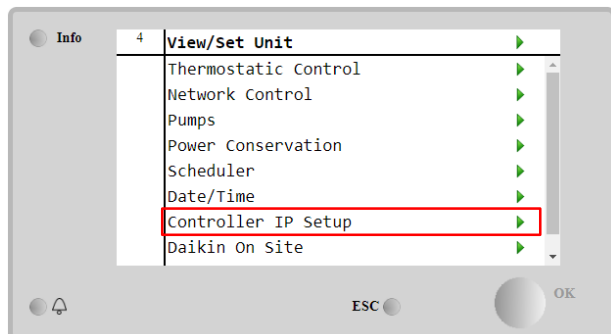 Info
4 View/Set Unit
Thermostatic Control
Network Control
Pumps
Power Conservation
Scheduler
Date/Time
Controller IP Setup
Daikin On Site
ESC
OK